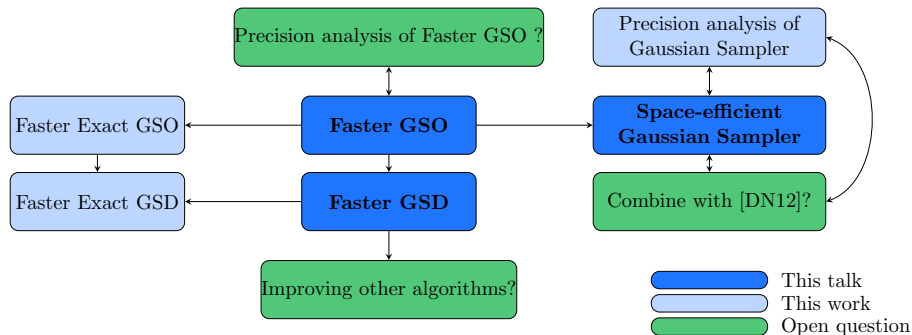 Precision analysis of Faster GSO ?
Precision analysis of
Gaussian Sampler
Faster Exact GSO
Faster GSO
Space-efficient
Gaussian Sampler
Faster Exact GSD
Faster GSD
Combine with [DN12]?
Improving other algorithms?
This talk
This work
Open question